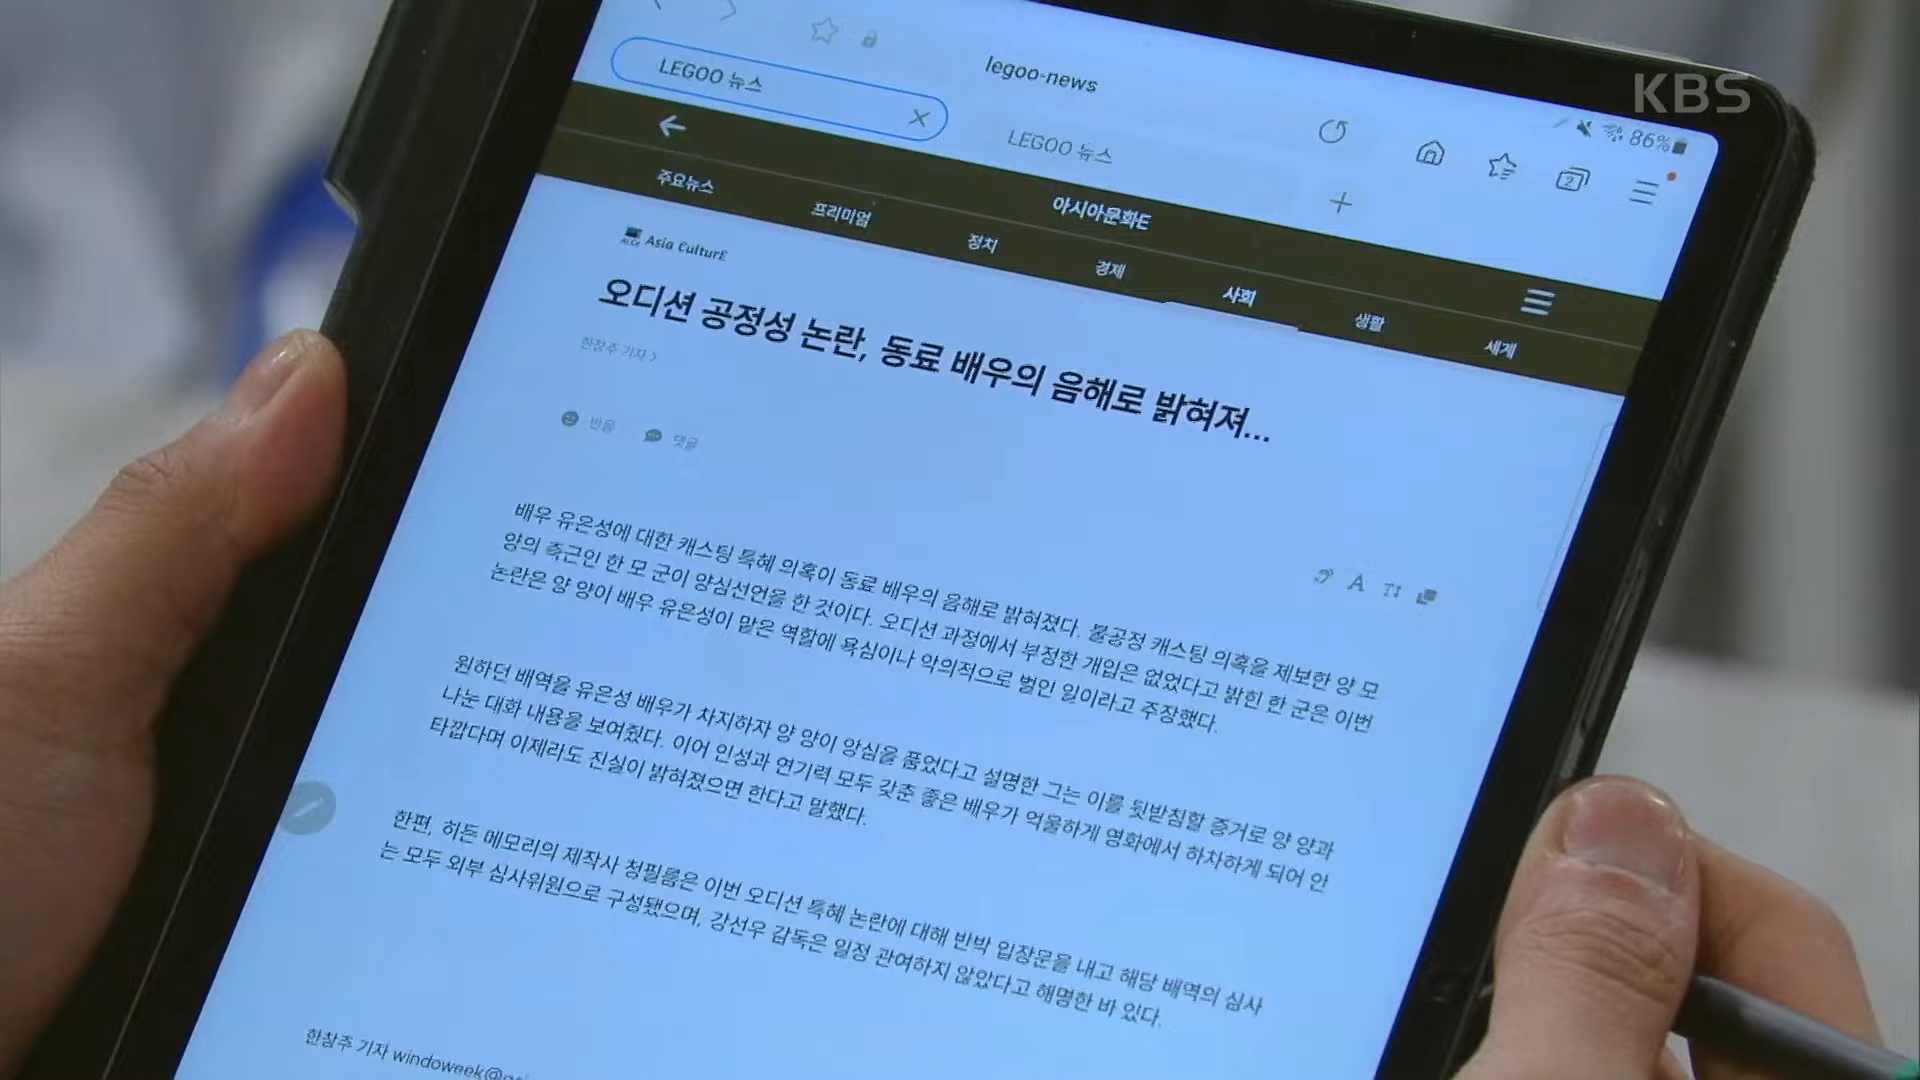 KBS
legoo-news
86%
LEGOO 뉴스
LEGOO 뉴스
2
아시아문화E
주요뉴스 프리미엄 정치 경제 사회 생활 세계
Asia CulturE
오디션 공정성 논란, 동료 배우의 음해로 밝혀져...
한참주 기자
반응 댓글
배우 유은성에 대한 캐스팅 특혜 의혹이 동료 배우의 음해로 밝혀졌다. 불공정 캐스팅 의혹을 제보한 양 모
양의 측근인 한 모 군이 양심선언을 한 것이다. 오디션 과정에서 부정한 개입은 없었다고 밝힌 한 군은 이번
논란은 양 양이 배우 유은성이 맡은 역할에 욕심이나 악의적으로 벌인 일이라고 주장했다.
원하던 배역을 유은성 배우가 차지하자 양 양이 앙심을 품었다고 설명한 그는 이를 뒷받침할 증거로 양 양과
나눈 대화 내용을 보여줬다. 이어 인성과 연기력 모두 갖춘 좋은 배우가 억울하게 영화에서 하차하게 되어 안
타깝다며 이제라도 진실이 밝혀졌으면 한다고 말했다.
한편, 히든 메모리의 제작사 청필름은 이번 오디션 특혜 논란에 대해 반박 입장문을 내고 해당 배역의 심사
는 모두 외부 심사위원으로 구성됐으며, 강선우 감독은 일정 관여하지 않았다고 해명한 바 있다.
한참주 기자